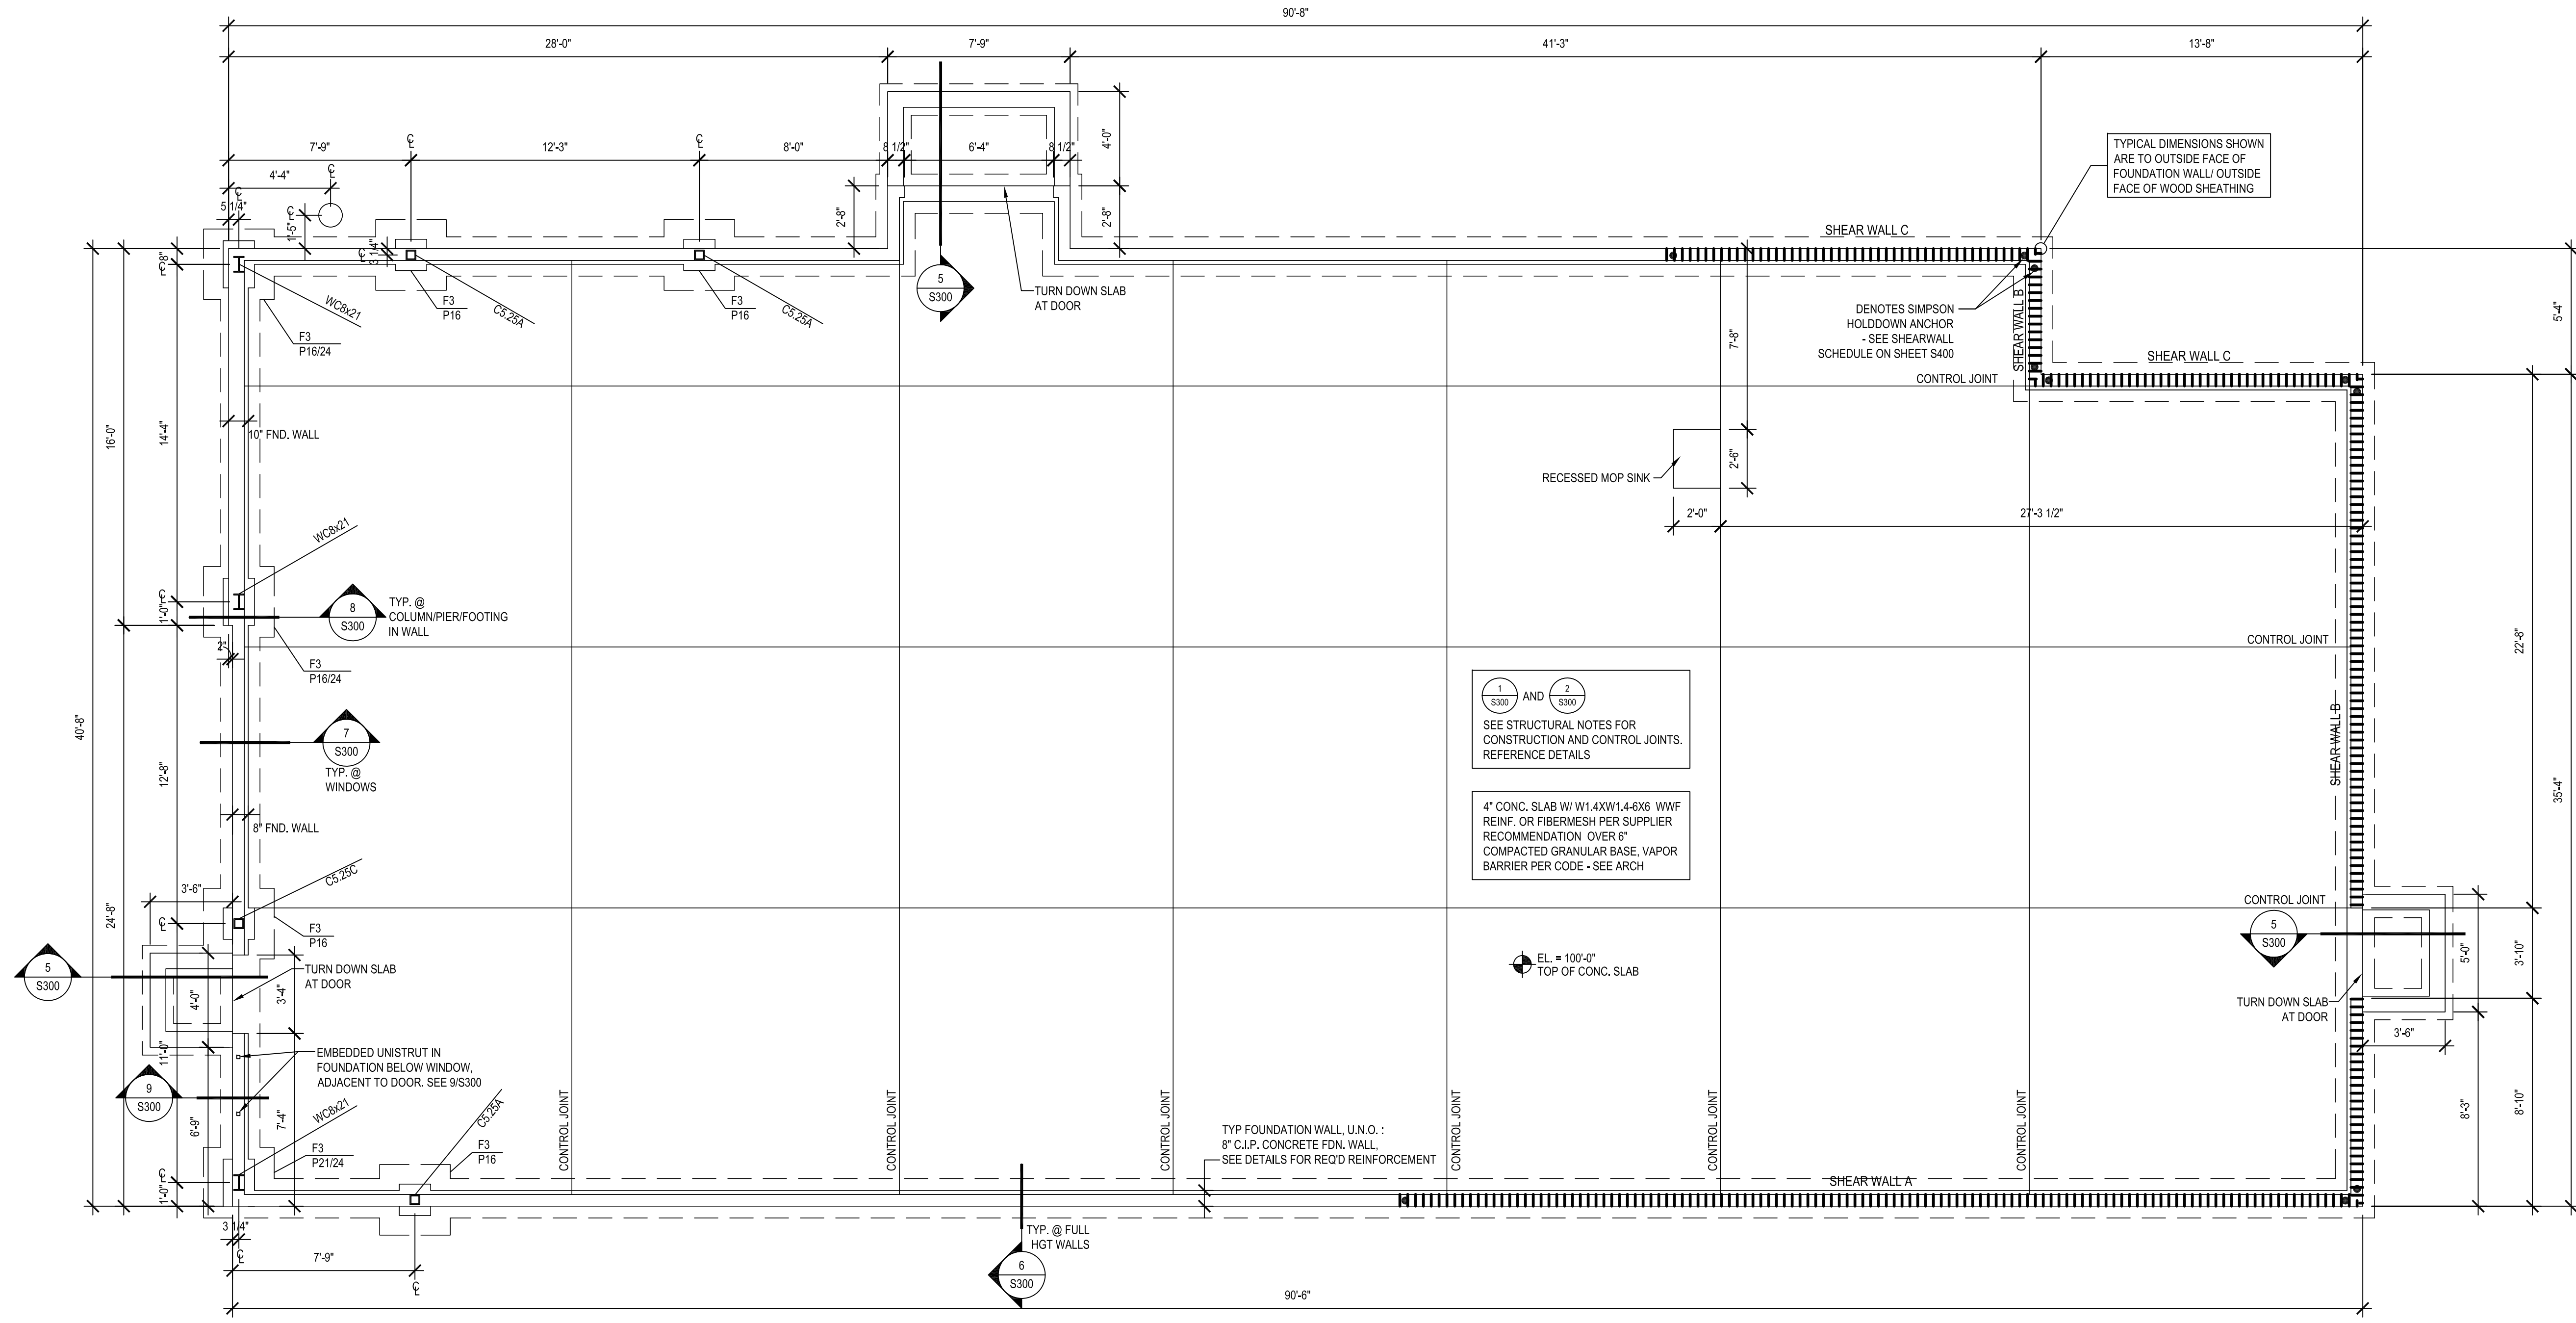 90'-8"
28'-0"
7'-9"
41'-3"
13'-8"
7'-9"
12'-3"
8'-0"
8 1/2"
6'-4"
8 1/2"
4'-0"
4'-4"
5 1/4"
1'-5"
3 1/4"
2'-8"
2'-8"
TYPICAL DIMENSIONS SHOWN
ARE TO OUTSIDE FACE OF
FOUNDATION WALL/ OUTSIDE
FACE OF WOOD SHEATHING
SHEAR WALL C
8"
WC8x21
F3
P16/24
F3
P16
C5.25A
F3
P16
C5.25A
5
S300
TURN DOWN SLAB
AT DOOR
DENOTES SIMPSON
HOLDDOWN ANCHOR
- SEE SHEARWALL
SCHEDULE ON SHEET S400
SHEAR WALL B
SHEAR WALL C
5'-4"
7'-8"
CONTROL JOINT
16'-0"
14'-4"
10" FND. WALL
RECESSED MOP SINK
2'-6"
2'-0"
27'-3 1/2"
WC8x21
1'-0"
8
S300
TYP. @
COLUMN/PIER/FOOTING
IN WALL
2"
F3
P16/24
CONTROL JOINT
22'-8"
40'-8"
7
S300
TYP. @
WINDOWS
12'-8"
8" FND. WALL
1
S300
AND
2
S300
SEE STRUCTURAL NOTES FOR
CONSTRUCTION AND CONTROL JOINTS.
REFERENCE DETAILS
SHEAR WALL B
35'-4"
4" CONC. SLAB W/ W1.4XW1.4-6X6 WWF
REINF. OR FIBERMESH PER SUPPLIER
RECOMMENDATION OVER 6"
COMPACTED GRANULAR BASE, VAPOR
BARRIER PER CODE - SEE ARCH
C5.25C
3'-6"
24'-8"
F3
P16
CONTROL JOINT
5
S300
5
S300
TURN DOWN SLAB
AT DOOR
4'-0"
3'-4"
EL. = 100'-0"
TOP OF CONC. SLAB
5'-0"
3'-10"
TURN DOWN SLAB
AT DOOR
3'-6"
11'-0"
EMBEDDED UNISTRUT IN
FOUNDATION BELOW WINDOW,
ADJACENT TO DOOR. SEE 9/S300
9
S300
6'-9"
7'-4"
WC8x21
C5.25A
F3
P21/24
F3
P16
CONTROL JOINT
CONTROL JOINT
CONTROL JOINT
CONTROL JOINT
CONTROL JOINT
CONTROL JOINT
TYP FOUNDATION WALL, U.N.O. :
8" C.I.P. CONCRETE FDN. WALL,
SEE DETAILS FOR REQ'D REINFORCEMENT
8'-3"
8'-10"
SHEAR WALL A
1'-0"
3 1/4"
7'-9"
TYP. @ FULL
HGT WALLS
6
S300
90'-6"